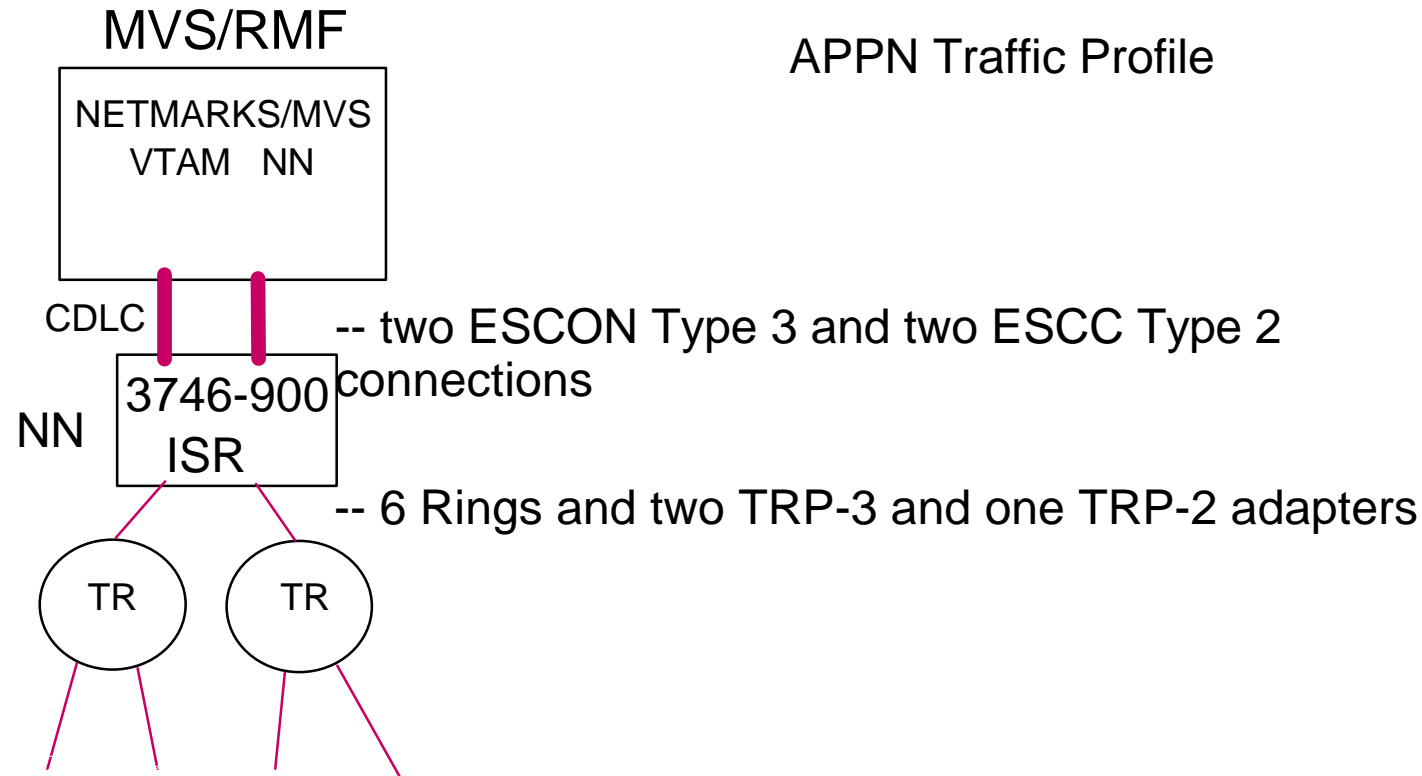 MVS/RMF
APPN Traffic Profile
NETMARKS/MVS
VTAM NN
CDLC
-- two ESCON Type 3 and two ESCC Type 2
connections
3746-900
NN
ISR
-- 6 Rings and two TRP-3 and one TRP-2 adapters
TR
TR